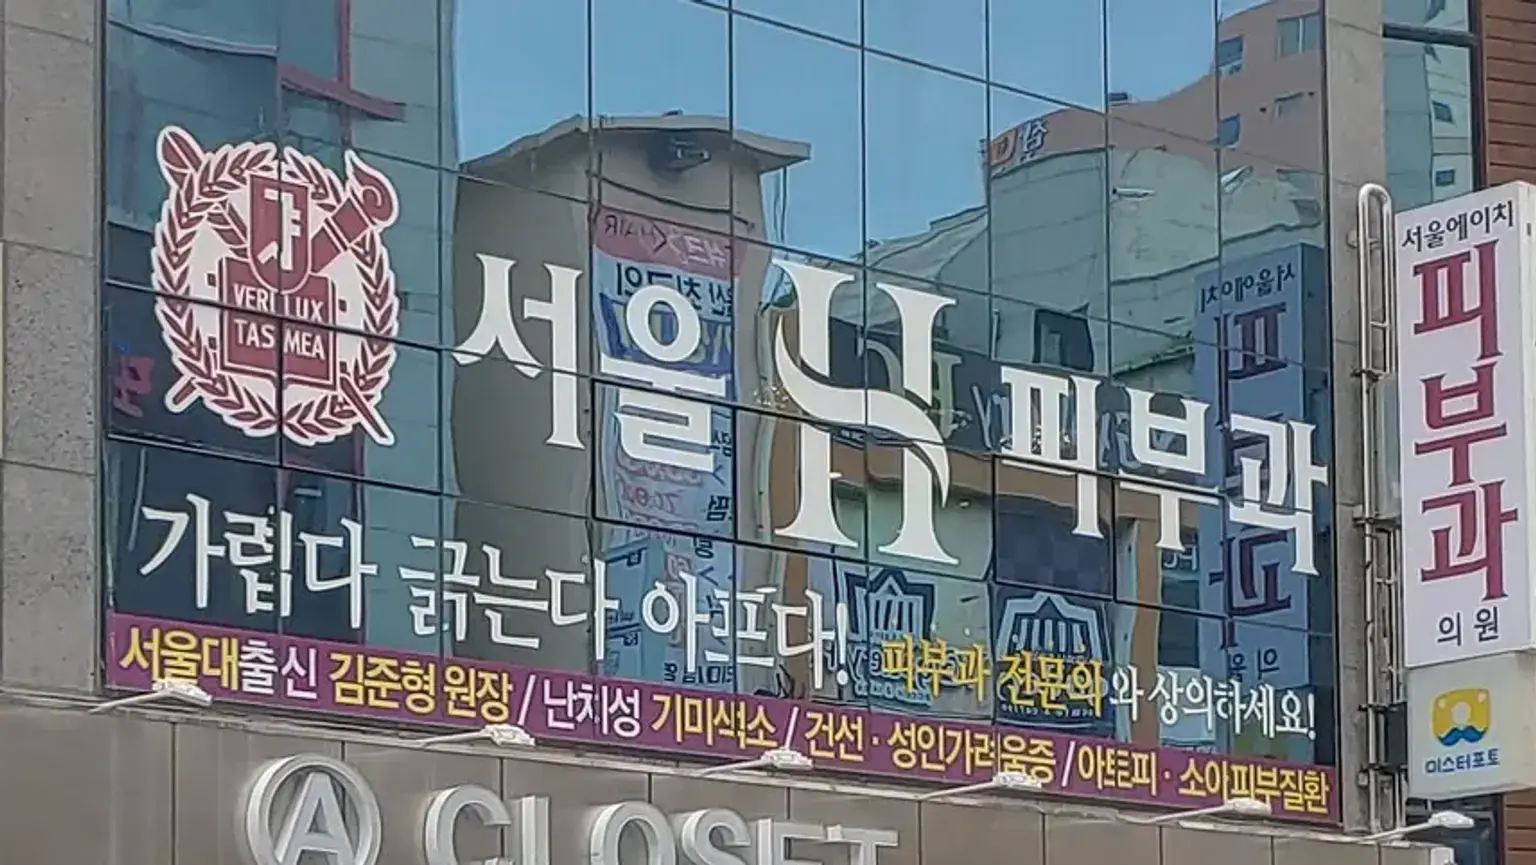 VERI LUX
TAS MEA
서울 H 피부과
가렵다 긁는다 아프다! 피부과 전문의와 상의하세요!
서울대출신 김준형 원장 / 난치성 기미색소 / 건선 · 성인가려움증 / 아토피 · 소아피부질환
A CLOSET
서울에이치
피부과
의원
미스터포토